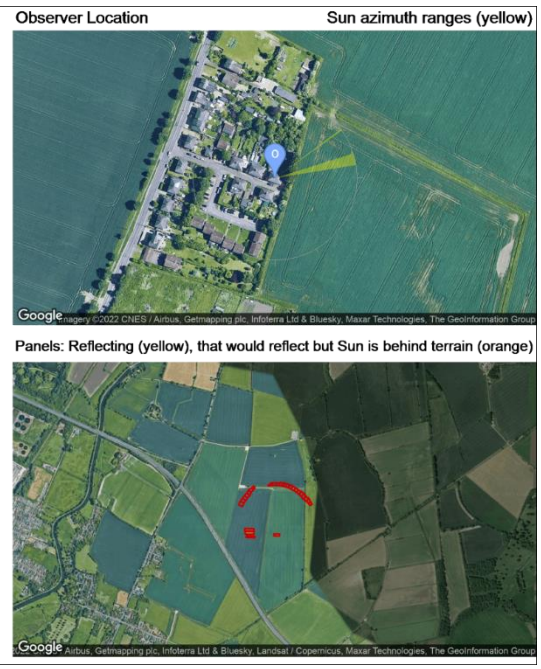 Observer Location
Sun azimuth ranges (yellow)
O
Google
Imagery ©2022 CNES / Airbus, Getmapping plc, Infoterra Ltd & Bluesky, Maxar Technologies, The GeoInformation Group
Panels: Reflecting (yellow), that would reflect but Sun is behind terrain (orange)
Google
2022 CNES / Airbus, Getmapping plc, Infoterra Ltd & Bluesky, Landsat / Copernicus, Maxar Technologies, The GeoInformation Group